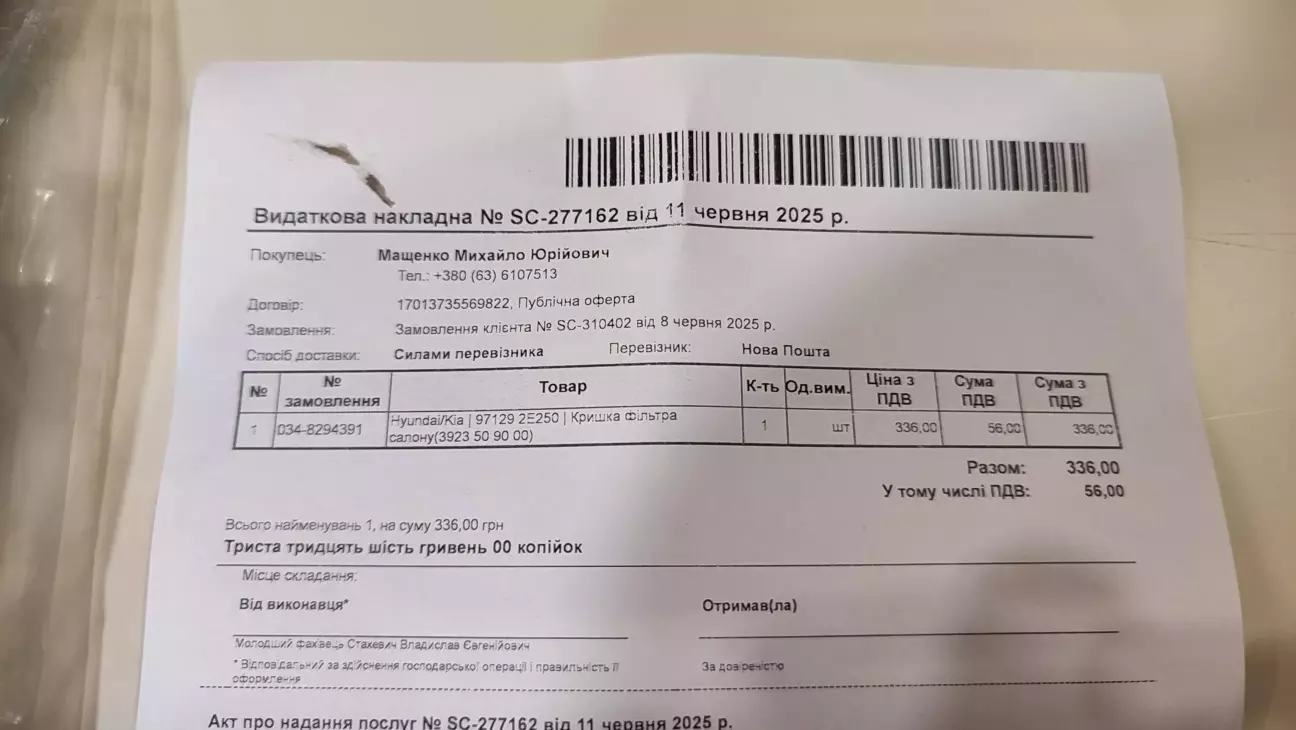 Видаткова накладна № SC-277162 від 11 червня 2025 р.
Покупець: Мащенко Михайло Юрійович
Тел.: +380 (63) 6107513
Договір: 17013735569822, Публічна оферта
Замовлення: Замовлення клієнта № SC-310402 від 8 червня 2025 р.
Спосіб доставки: Силами перевізника Перевізник: Нова Пошта
№ № замовлення Товар К-ть Од.вим. Ціна з ПДВ Сума ПДВ Сума з ПДВ
1 034-8294391 Hyundai/Kia | 97129 2E250 | Кришка фільтра салону(3923 50 90 00) 1 шт 336,00 56,00 336,00
Разом: 336,00
У тому числі ПДВ: 56,00
Всього найменувань 1, на суму 336,00 грн
Триста тридцять шість гривень 00 копійок
Місце складання:
Від виконавця* Отримав(ла)
Молодший фахівець Стахевич Владислав Євгенійович
* Відповідальний за здійснення господарської операції і правильність її За довіреністю
оформлення
Акт про надання послуг № SC-277162 від 11 червня 2025 р.